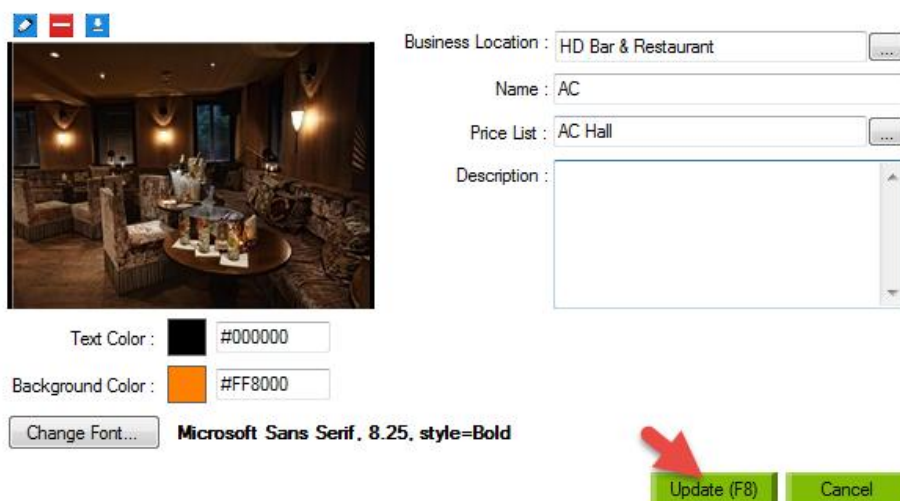 Business Location : HD Bar & Restaurant ...
Name : AC
Price List : AC Hall ...
Description :
Text Color : #000000
Background Color : #FF8000
Change Font... Microsoft Sans Serif, 8.25, style=Bold
Update (F8) Cancel